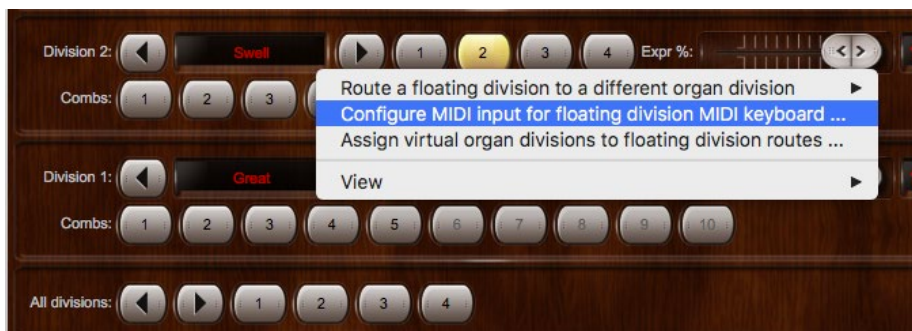 Division 2: Swell 1 2 3 4 Expr %:
Combs: 1 2 3
Route a floating division to a different organ division
Configure MIDI input for floating division MIDI keyboard ...
Assign virtual organ divisions to floating division routes ...
View
Division 1: Great
Combs: 1 2 3 4 5 6 7 8 9 10
All divisions: 1 2 3 4